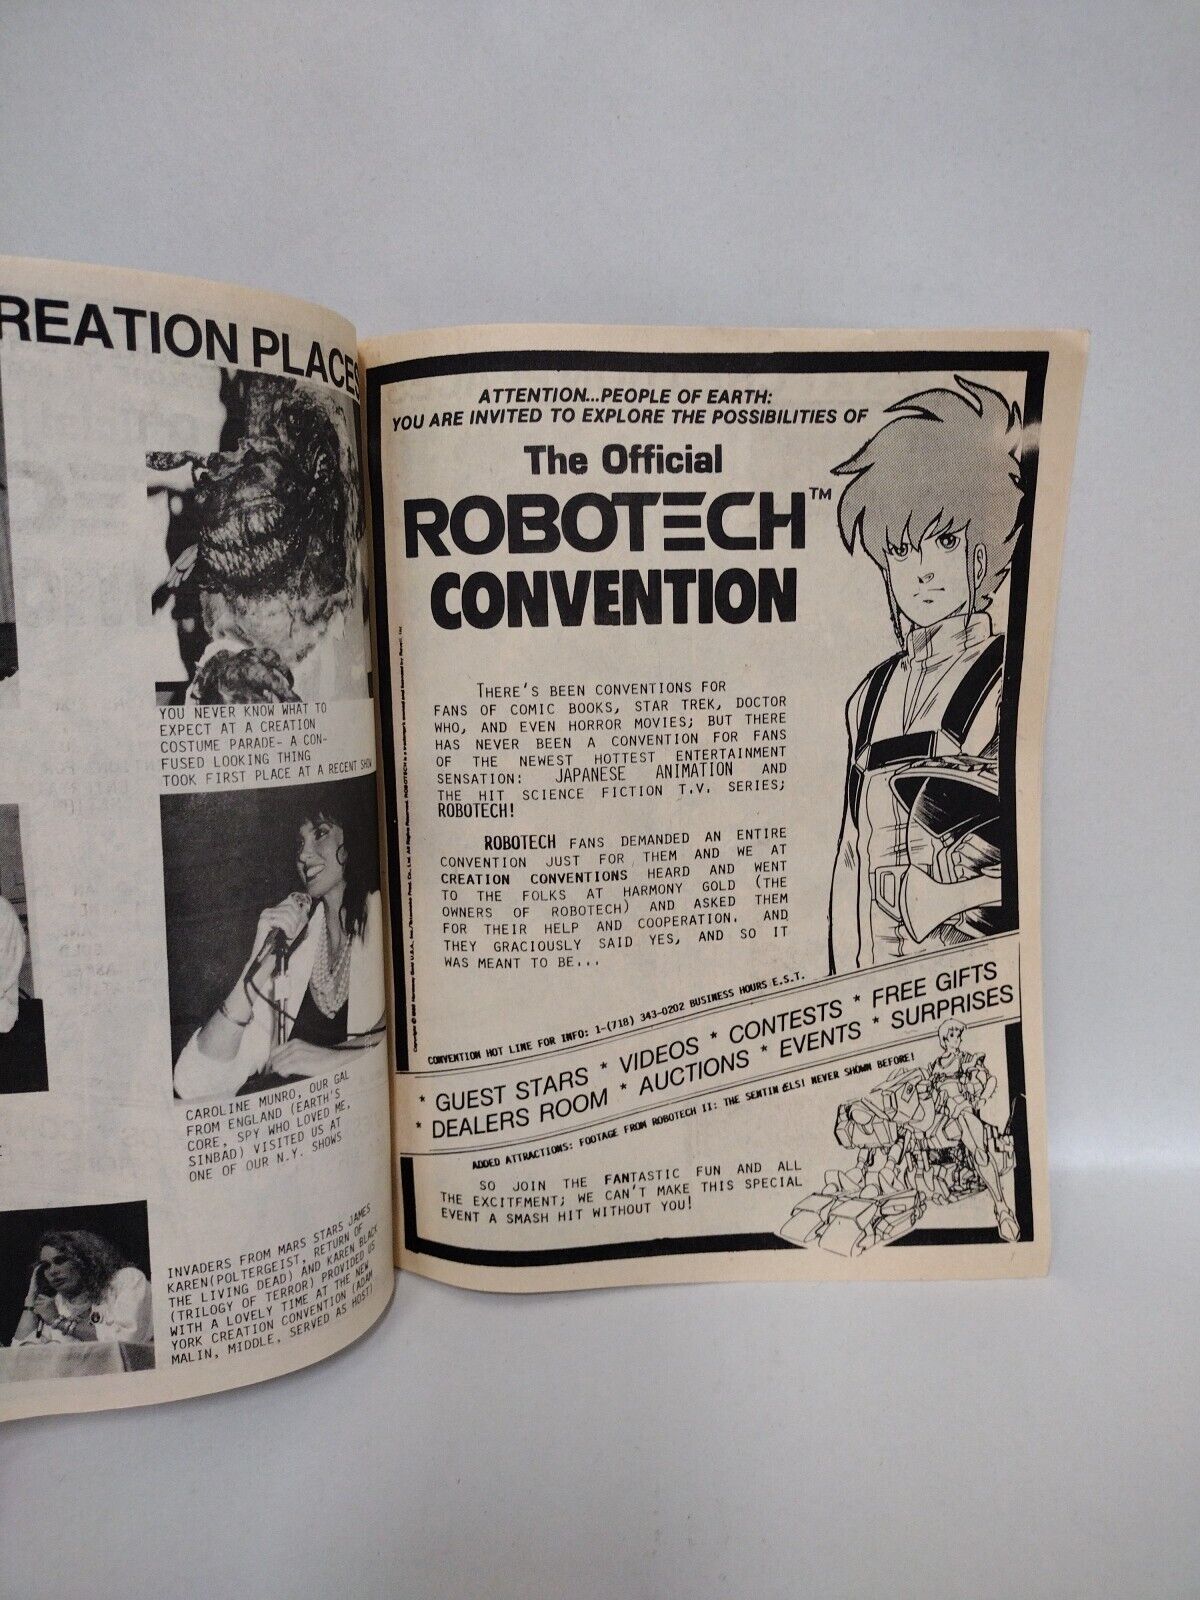 REATION PLACES
YOU NEVER KNOW WHAT TO
EXPECT AT A CREATION
COSTUME PARADE- A CON-
FUSED LOOKING THING
TOOK FIRST PLACE AT A RECENT SHOW
CAROLINE MUNRO, OUR GAL
FROM ENGLAND (EARTH'S
CORE, SPY WHO LOVED ME,
SINBAD) VISITED US AT
ONE OF OUR N.Y. SHOWS
INVADERS FROM MARS STARS JAMES
KAREN(POLTERGEIST, RETURN OF
THE LIVING DEAD) AND KAREN BLACK
(TRILOGY OF TERROR) PROVIDED US
WITH A LOVELY TIME AT THE NEW
YORK CREATION CONVENTION (ADAM
MALIN, MIDDLE, SERVED AS HOST)
ATTENTION...PEOPLE OF EARTH:
YOU ARE INVITED TO EXPLORE THE POSSIBILITIES OF
The Official
ROBOTECH™
CONVENTION
THERE'S BEEN CONVENTIONS FOR
FANS OF COMIC BOOKS, STAR TREK, DOCTOR
WHO, AND EVEN HORROR MOVIES; BUT THERE
HAS NEVER BEEN A CONVENTION FOR FANS
OF THE NEWEST HOTTEST ENTERTAINMENT
SENSATION: JAPANESE ANIMATION AND
THE HIT SCIENCE FICTION T.V. SERIES;
ROBOTECH!
ROBOTECH FANS DEMANDED AN ENTIRE
CONVENTION JUST FOR THEM AND WE AT
CREATION CONVENTIONS HEARD AND WENT
TO THE FOLKS AT HARMONY GOLD (THE
OWNERS OF ROBOTECH) AND ASKED THEM
FOR THEIR HELP AND COOPERATION. AND
THEY GRACIOUSLY SAID YES, AND SO IT
WAS MEANT TO BE...
CONVENTION HOT LINE FOR INFO: 1-(718) 343-0202 BUSINESS HOURS E.S.T.
* GUEST STARS * VIDEOS * CONTESTS * FREE GIFTS
* DEALERS ROOM * AUCTIONS * EVENTS * SURPRISES
ADDED ATTRACTIONS: FOOTAGE FROM ROBOTECH II: THE SENTINELS! NEVER SHOWN BEFORE!
SO JOIN THE FANTASTIC FUN AND ALL
THE EXCITEMENT; WE CAN'T MAKE THIS SPECIAL
EVENT A SMASH HIT WITHOUT YOU!